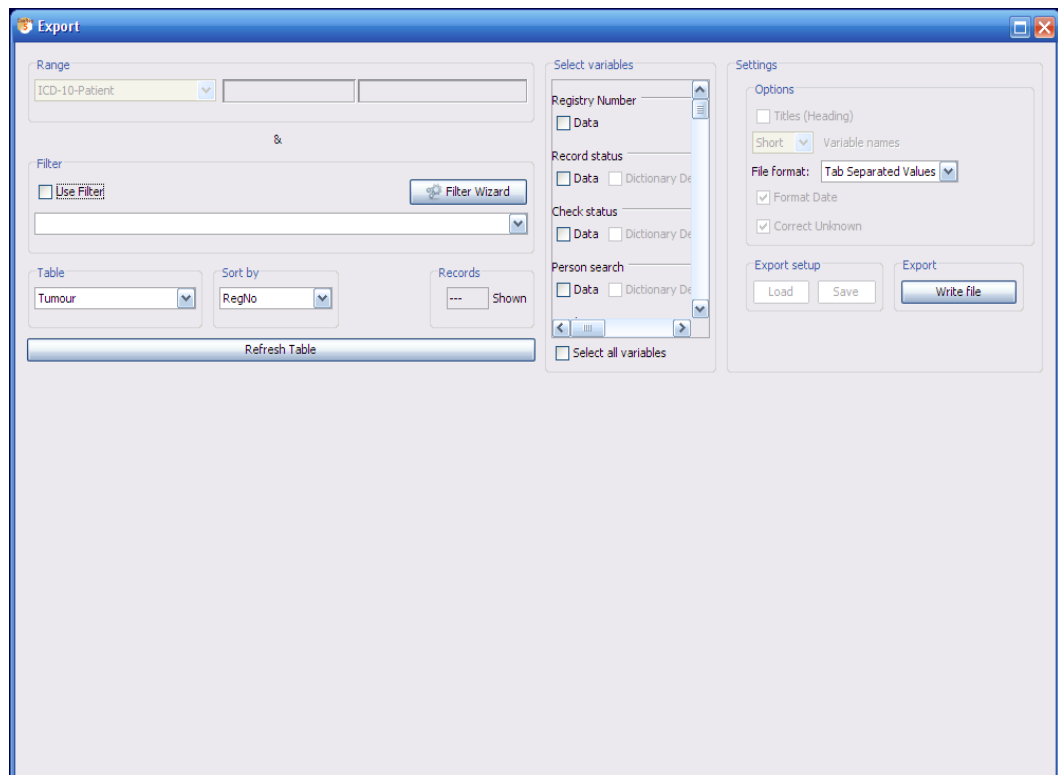 Export
Range
ICD-10-Patient
&
Filter
Use Filter
Filter Wizard
Table
Tumour
Sort by
RegNo
Records
---
Shown
Refresh Table
Select variables
Registry Number
Data
Record status
Data
Dictionary De
Check status
Data
Dictionary De
Person search
Data
Dictionary De
Select all variables
Settings
Options
Titles (Heading)
Short
Variable names
File format:
Tab Separated Values
Format Date
Correct Unknown
Export setup
Load
Save
Export
Write file